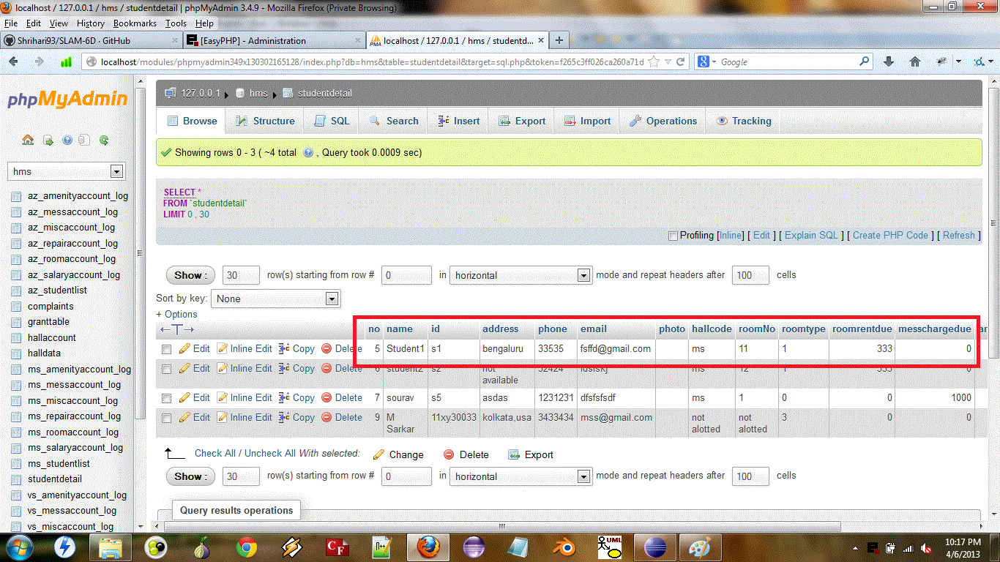 localhost / 127.0.0.1 / hms / studentdetail | phpMyAdmin 3.4.9 - Mozilla Firefox (Private Browsing)
File Edit View History Bookmarks Tools Help
Shrihari93/SLAM-6D · GitHub × [EasyPHP] - Administration × localhost / 127.0.0.1 / hms / studentd... × +
localhost/modules/phpmyadmin349x130302165128/index.php?db=hms&table=studentdetail&target=sql.php&token=f265c3ff026ca260a71d Google
phpMyAdmin
hms
az_amenityaccount_log
az_messaccount_log
az_miscaccount_log
az_repairaccount_log
az_roomaccount_log
az_salaryaccount_log
az_studentlist
complaints
granttable
hallaccount
halldata
ms_amenityaccount_log
ms_messaccount_log
ms_miscaccount_log
ms_repairaccount_log
ms_roomaccount_log
ms_salaryaccount_log
ms_studentlist
studentdetail
vs_amenityaccount_log
vs_messaccount_log
vs_miscaccount_log
127.0.0.1 hms studentdetail
Browse Structure SQL Search Insert Export Import Operations Tracking
Showing rows 0 - 3 ( ~4 total , Query took 0.0009 sec)
SELECT *
FROM `studentdetail`
LIMIT 0 , 30
Profiling [Inline] [ Edit ] [ Explain SQL ] [ Create PHP Code ] [ Refresh ]
Show : 30 row(s) starting from row # 0 in horizontal mode and repeat headers after 100 cells
Sort by key: None
+ Options
←T→ no name id address phone email photo hallcode roomNo roomtype roomrentdue messchargedue
Edit Inline Edit Copy Delete 5 Student1 s1 bengaluru 33535 fsffd@gmail.com ms 11 1 333 0
Edit Inline Edit Copy Delete 6 student2 s2 not 1
available
Edit Inline Edit Copy Delete 7 sourav s5 asdas 1231231 dfsfsfsdf ms 1 0 0 1000
Edit Inline Edit Copy Delete 9 M 11xy30033 kolkata,usa 3433434 mss@gmail.com not not 3 0 0
Sarkar alotted alotted
Check All / Uncheck All With selected: Change Delete Export
Show : 30 row(s) starting from row # 0 in horizontal mode and repeat headers after 100 cells
Query results operations
CF n++ UML
10:17 PM
4/6/2013